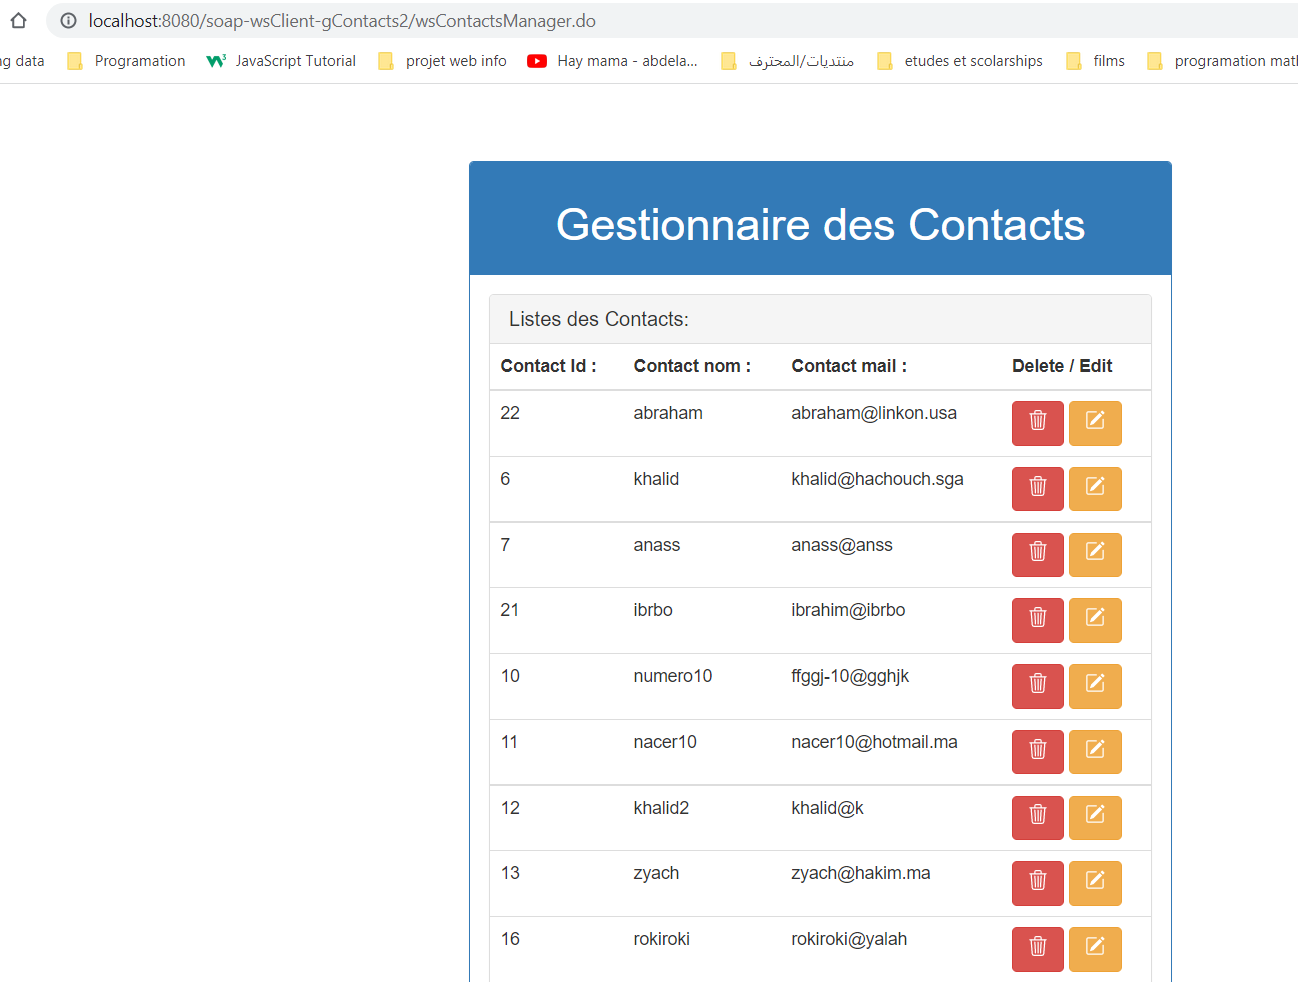 localhost:8080/soap-wsClient-gContacts2/wsContactsManager.do
ng data Programation JavaScript Tutorial projet web info Hay mama - abdela... منتديات/المحترف etudes et scolarships films programation matl
Gestionnaire des Contacts
Listes des Contacts:
Contact Id : Contact nom : Contact mail : Delete / Edit
22 abraham abraham@linkon.usa
6 khalid khalid@hachouch.sga
7 anass anass@anss
21 ibrbo ibrahim@ibrbo
10 numero10 ffggj-10@gghjk
11 nacer10 nacer10@hotmail.ma
12 khalid2 khalid@k
13 zyach zyach@hakim.ma
16 rokiroki rokiroki@yalah